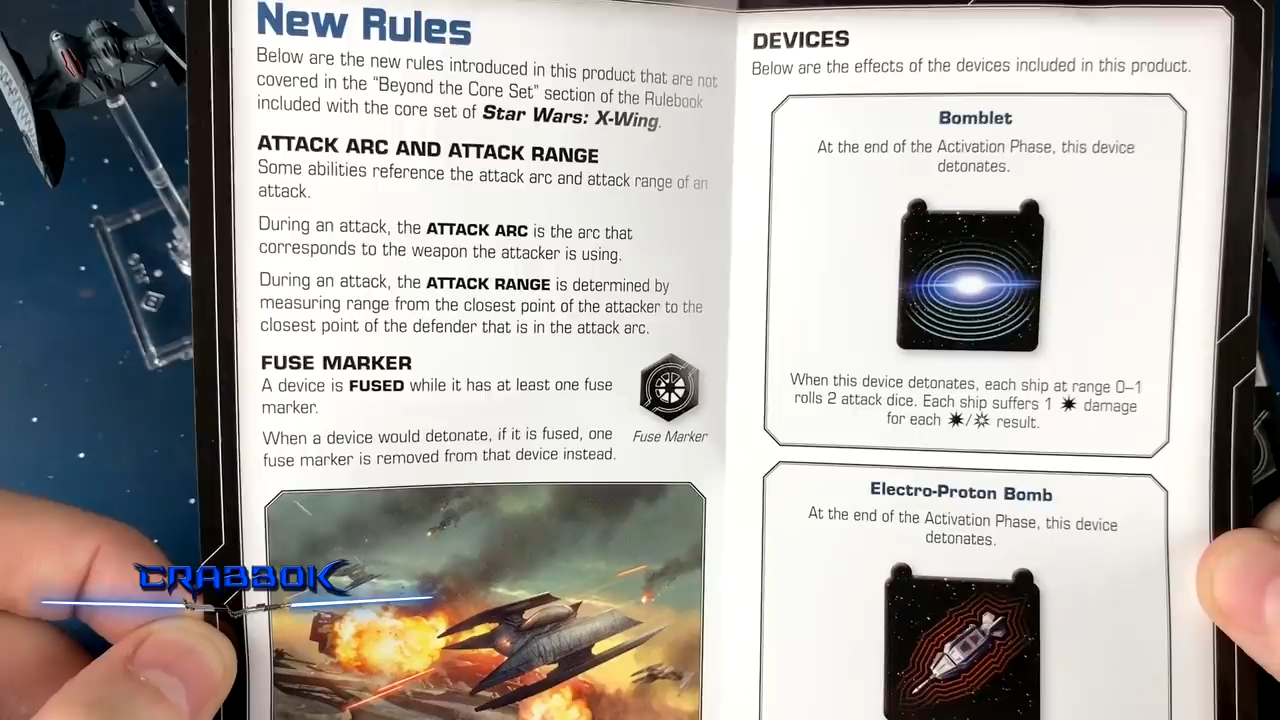 New Rules
Below are the new rules introduced in this product that are not
covered in the "Beyond the Core Set" section of the Rulebook
included with the core set of Star Wars: X-Wing.
ATTACK ARC AND ATTACK RANGE
Some abilities reference the attack arc and attack range of an
attack.
During an attack, the ATTACK ARC is the arc that
corresponds to the weapon the attacker is using.
During an attack, the ATTACK RANGE is determined by
measuring range from the closest point of the attacker to the
closest point of the defender that is in the attack arc.
FUSE MARKER
A device is FUSED while it has at least one fuse
marker.
When a device would detonate, if it is fused, one
fuse marker is removed from that device instead.
Fuse Marker
CRABBOK
DEVICES
Below are the effects of the devices included in this product.
Bomblet
At the end of the Activation Phase, this device
detonates.
When this device detonates, each ship at range 0–1
rolls 2 attack dice. Each ship suffers 1 damage
for each / result.
Electro-Proton Bomb
At the end of the Activation Phase, this device
detonates.